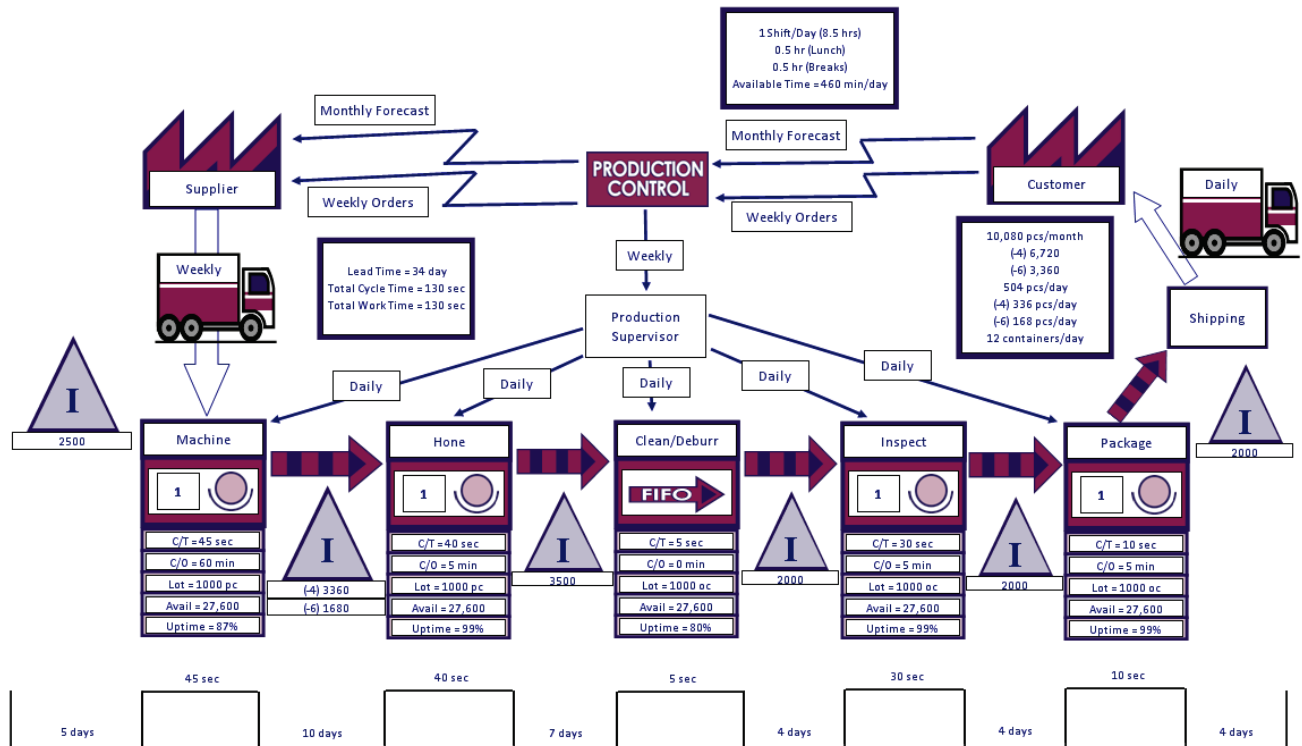 1 Shift/Day (8.5 hrs)
0.5 hr (Lunch)
0.5 hr (Breaks)
Available Time = 460 min/day
Monthly Forecast
Monthly Forecast
Supplier
PRODUCTION
CONTROL
Customer
Daily
Weekly Orders
Weekly Orders
Weekly
Lead Time = 34 day
Total Cycle Time = 130 sec
Total Work Time = 130 sec
Weekly
10,080 pcs/month
(-4) 6,720
(-6) 3,360
504 pcs/day
(-4) 336 pcs/day
(-6) 168 pcs/day
12 containers/day
Production
Supervisor
Shipping
Daily
Daily
Daily
Daily
Daily
I
2500
I
2000
Machine
1
C/T = 45 sec
C/O = 60 min
Lot = 1000 pc
Avail = 27,600
Uptime = 87%
I
(-4) 3360
(-6) 1680
Hone
1
C/T = 40 sec
C/O = 5 min
Lot = 1000 pc
Avail = 27,600
Uptime = 99%
I
3500
Clean/Deburr
FIFO
C/T = 5 sec
C/O = 0 min
Lot = 1000 oc
Avail = 27,600
Uptime = 80%
I
2000
Inspect
1
C/T = 30 sec
C/O = 5 min
Lot = 1000 oc
Avail = 27,600
Uptime = 99%
I
2000
Package
1
C/T = 10 sec
C/O = 5 min
Lot = 1000 oc
Avail = 27,600
Uptime = 99%
45 sec
40 sec
5 sec
30 sec
10 sec
5 days
10 days
7 days
4 days
4 days
4 days